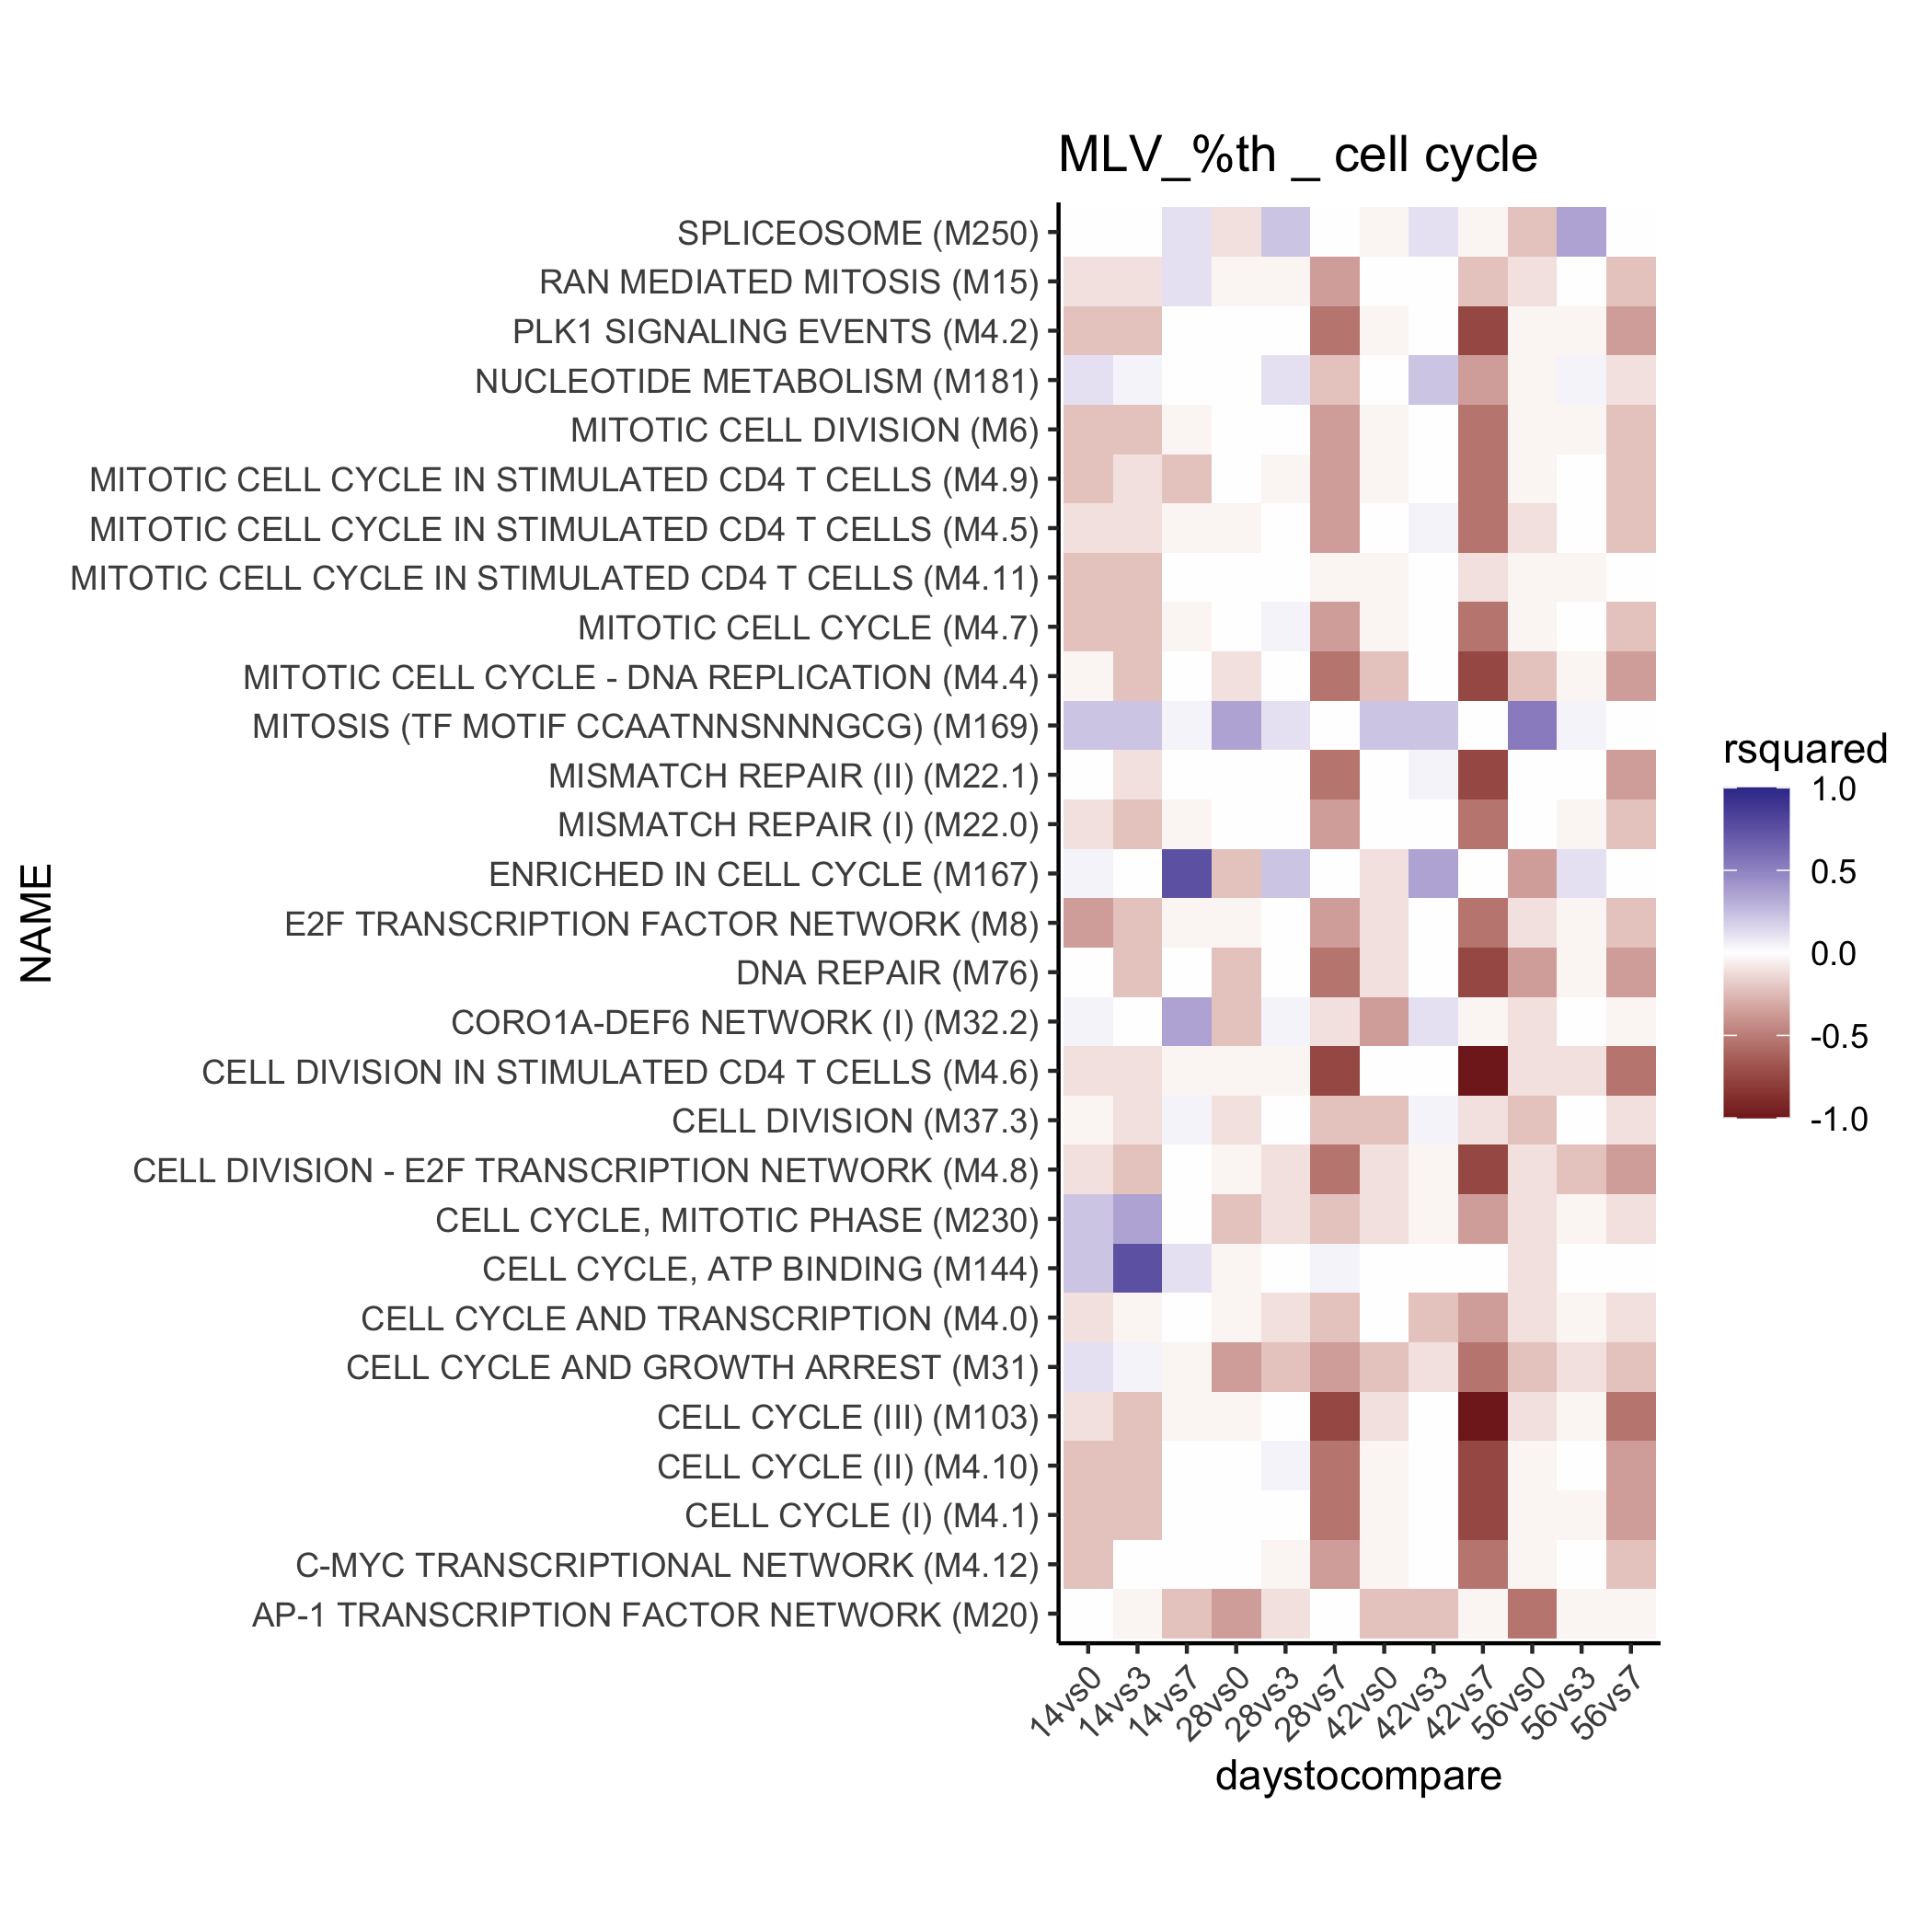 MLV_%th _ cell cycle
SPLICEOSOME (M250)
RAN MEDIATED MITOSIS (M15)
PLK1 SIGNALING EVENTS (M4.2)
NUCLEOTIDE METABOLISM (M181)
MITOTIC CELL DIVISION (M6)
MITOTIC CELL CYCLE IN STIMULATED CD4 T CELLS (M4.9)
MITOTIC CELL CYCLE IN STIMULATED CD4 T CELLS (M4.5)
MITOTIC CELL CYCLE IN STIMULATED CD4 T CELLS (M4.11)
MITOTIC CELL CYCLE (M4.7)
MITOTIC CELL CYCLE - DNA REPLICATION (M4.4)
MITOSIS (TF MOTIF CCAATNNSNNNGCG) (M169)
MISMATCH REPAIR (II) (M22.1)
MISMATCH REPAIR (I) (M22.0)
ENRICHED IN CELL CYCLE (M167)
E2F TRANSCRIPTION FACTOR NETWORK (M8)
DNA REPAIR (M76)
CORO1A-DEF6 NETWORK (I) (M32.2)
CELL DIVISION IN STIMULATED CD4 T CELLS (M4.6)
CELL DIVISION (M37.3)
CELL DIVISION - E2F TRANSCRIPTION NETWORK (M4.8)
CELL CYCLE, MITOTIC PHASE (M230)
CELL CYCLE, ATP BINDING (M144)
CELL CYCLE AND TRANSCRIPTION (M4.0)
CELL CYCLE AND GROWTH ARREST (M31)
CELL CYCLE (III) (M103)
CELL CYCLE (II) (M4.10)
CELL CYCLE (I) (M4.1)
C-MYC TRANSCRIPTIONAL NETWORK (M4.12)
AP-1 TRANSCRIPTION FACTOR NETWORK (M20)
NAME
14vs0 14vs3 14vs7 28vs0 28vs3 28vs7 42vs0 42vs3 42vs7 56vs0 56vs3 56vs7
daystocompare
rsquared
1.0
0.5
0.0
-0.5
-1.0